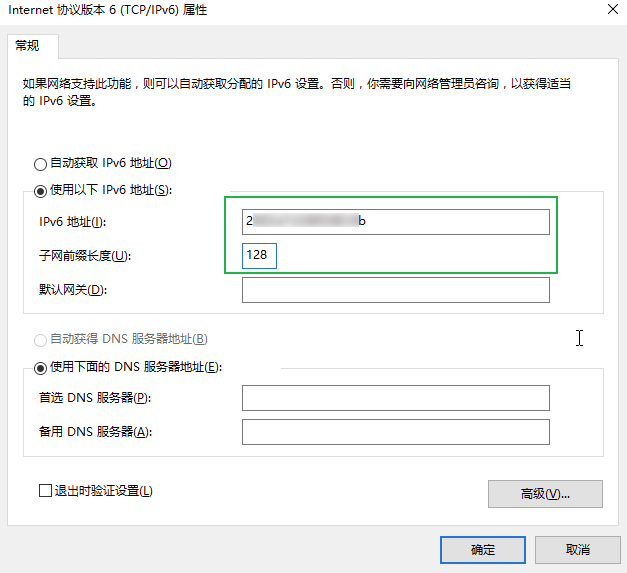 Internet 协议版本 6 (TCP/IPv6) 属性
常规
如果网络支持此功能，则可以自动获取分配的 IPv6 设置。否则，你需要向网络管理员咨询，以获得适当
的 IPv6 设置。
自动获取 IPv6 地址(O)
使用以下 IPv6 地址(S):
IPv6 地址(I):
子网前缀长度(U): 128
默认网关(D):
自动获得 DNS 服务器地址(B)
使用下面的 DNS 服务器地址(E):
首选 DNS 服务器(P):
备用 DNS 服务器(A):
退出时验证设置(L)
高级(V)...
确定 取消